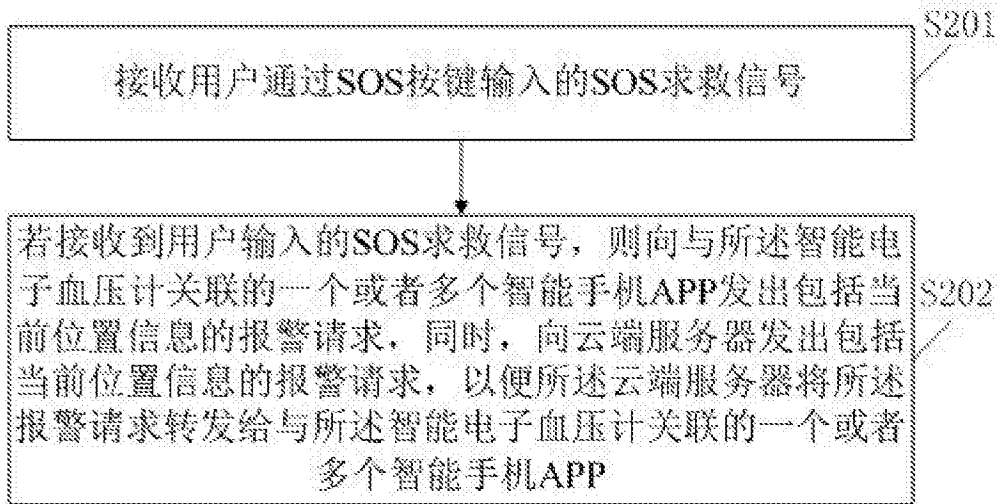 S201
接收用户通过SOS按键输入的SOS求救信号
若接收到用户输入的SOS求救信号，则向与所述智能电
子血压计关联的一个或者多个智能手机APP发出包括当
前位置信息的报警请求，同时，向云端服务器发出包括
当前位置信息的报警请求，以便所述云端服务器将所述
报警请求转发给与所述智能电子血压计关联的一个或者
多个智能手机APP
S202